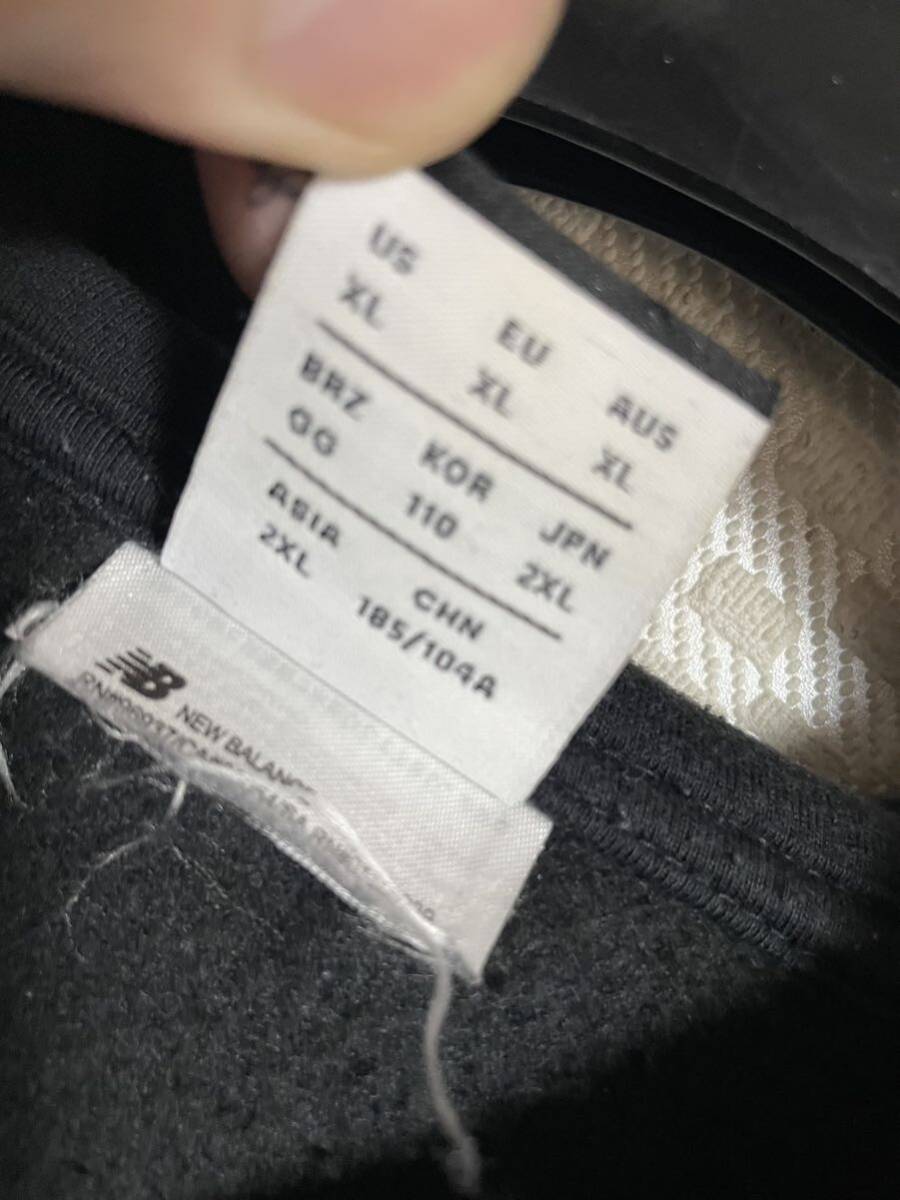 US EU AUS
XL XL XL
BRZ KOR JPN
GG 110 2XL
ASIA CHN
2XL 185/104A
NB
NEW BALANCE